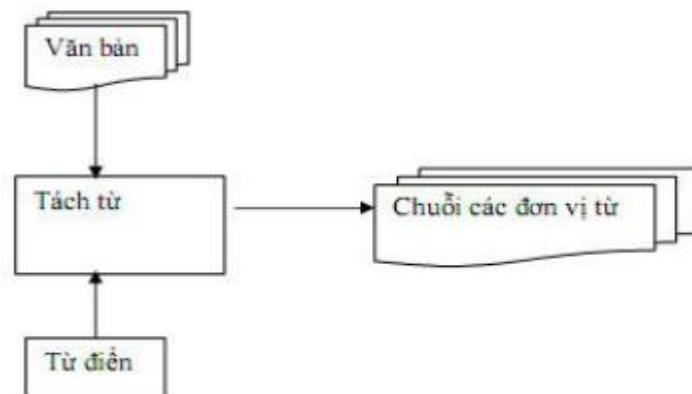 Văn bản
Tách từ
Chuỗi các đơn vị từ
Từ điển